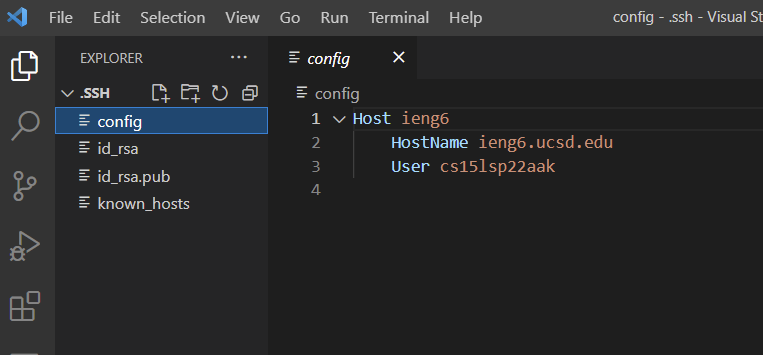 File Edit Selection View Go Run Terminal Help config - .ssh - Visual St
EXPLORER
.SSH
config
id_rsa
id_rsa.pub
known_hosts
config
config
1 Host ieng6
2 HostName ieng6.ucsd.edu
3 User cs15lsp22aak
4